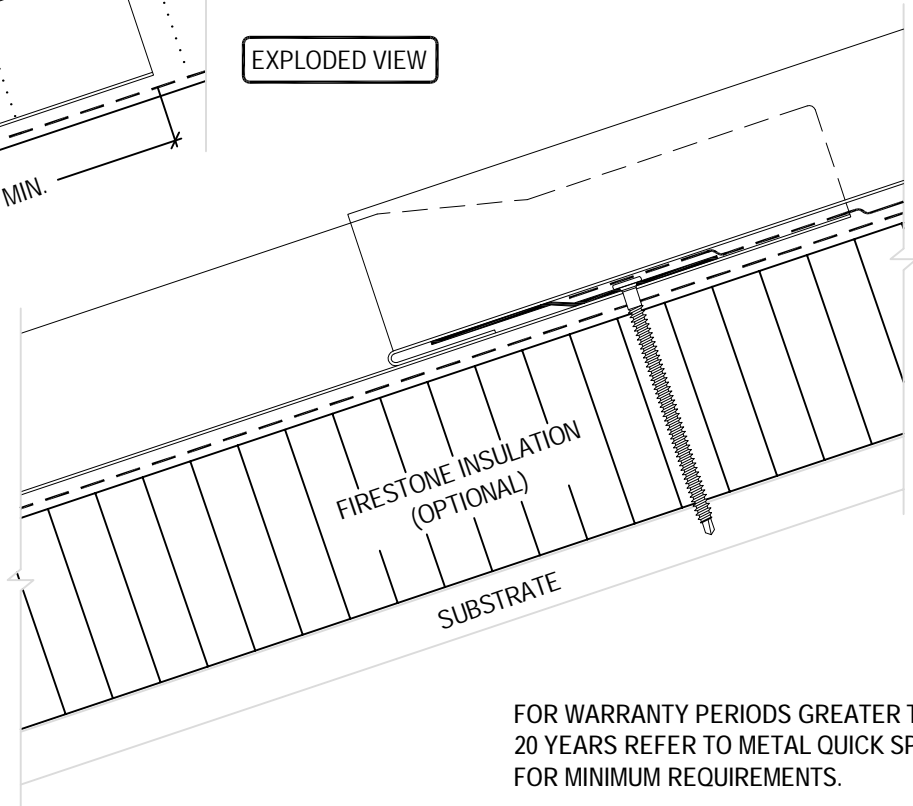 EXPLODED VIEW
MIN.
FIRESTONE INSULATION
(OPTIONAL)
SUBSTRATE
FOR WARRANTY PERIODS GREATER
20 YEARS REFER TO METAL QUICK
FOR MINIMUM REQUIREMENTS.